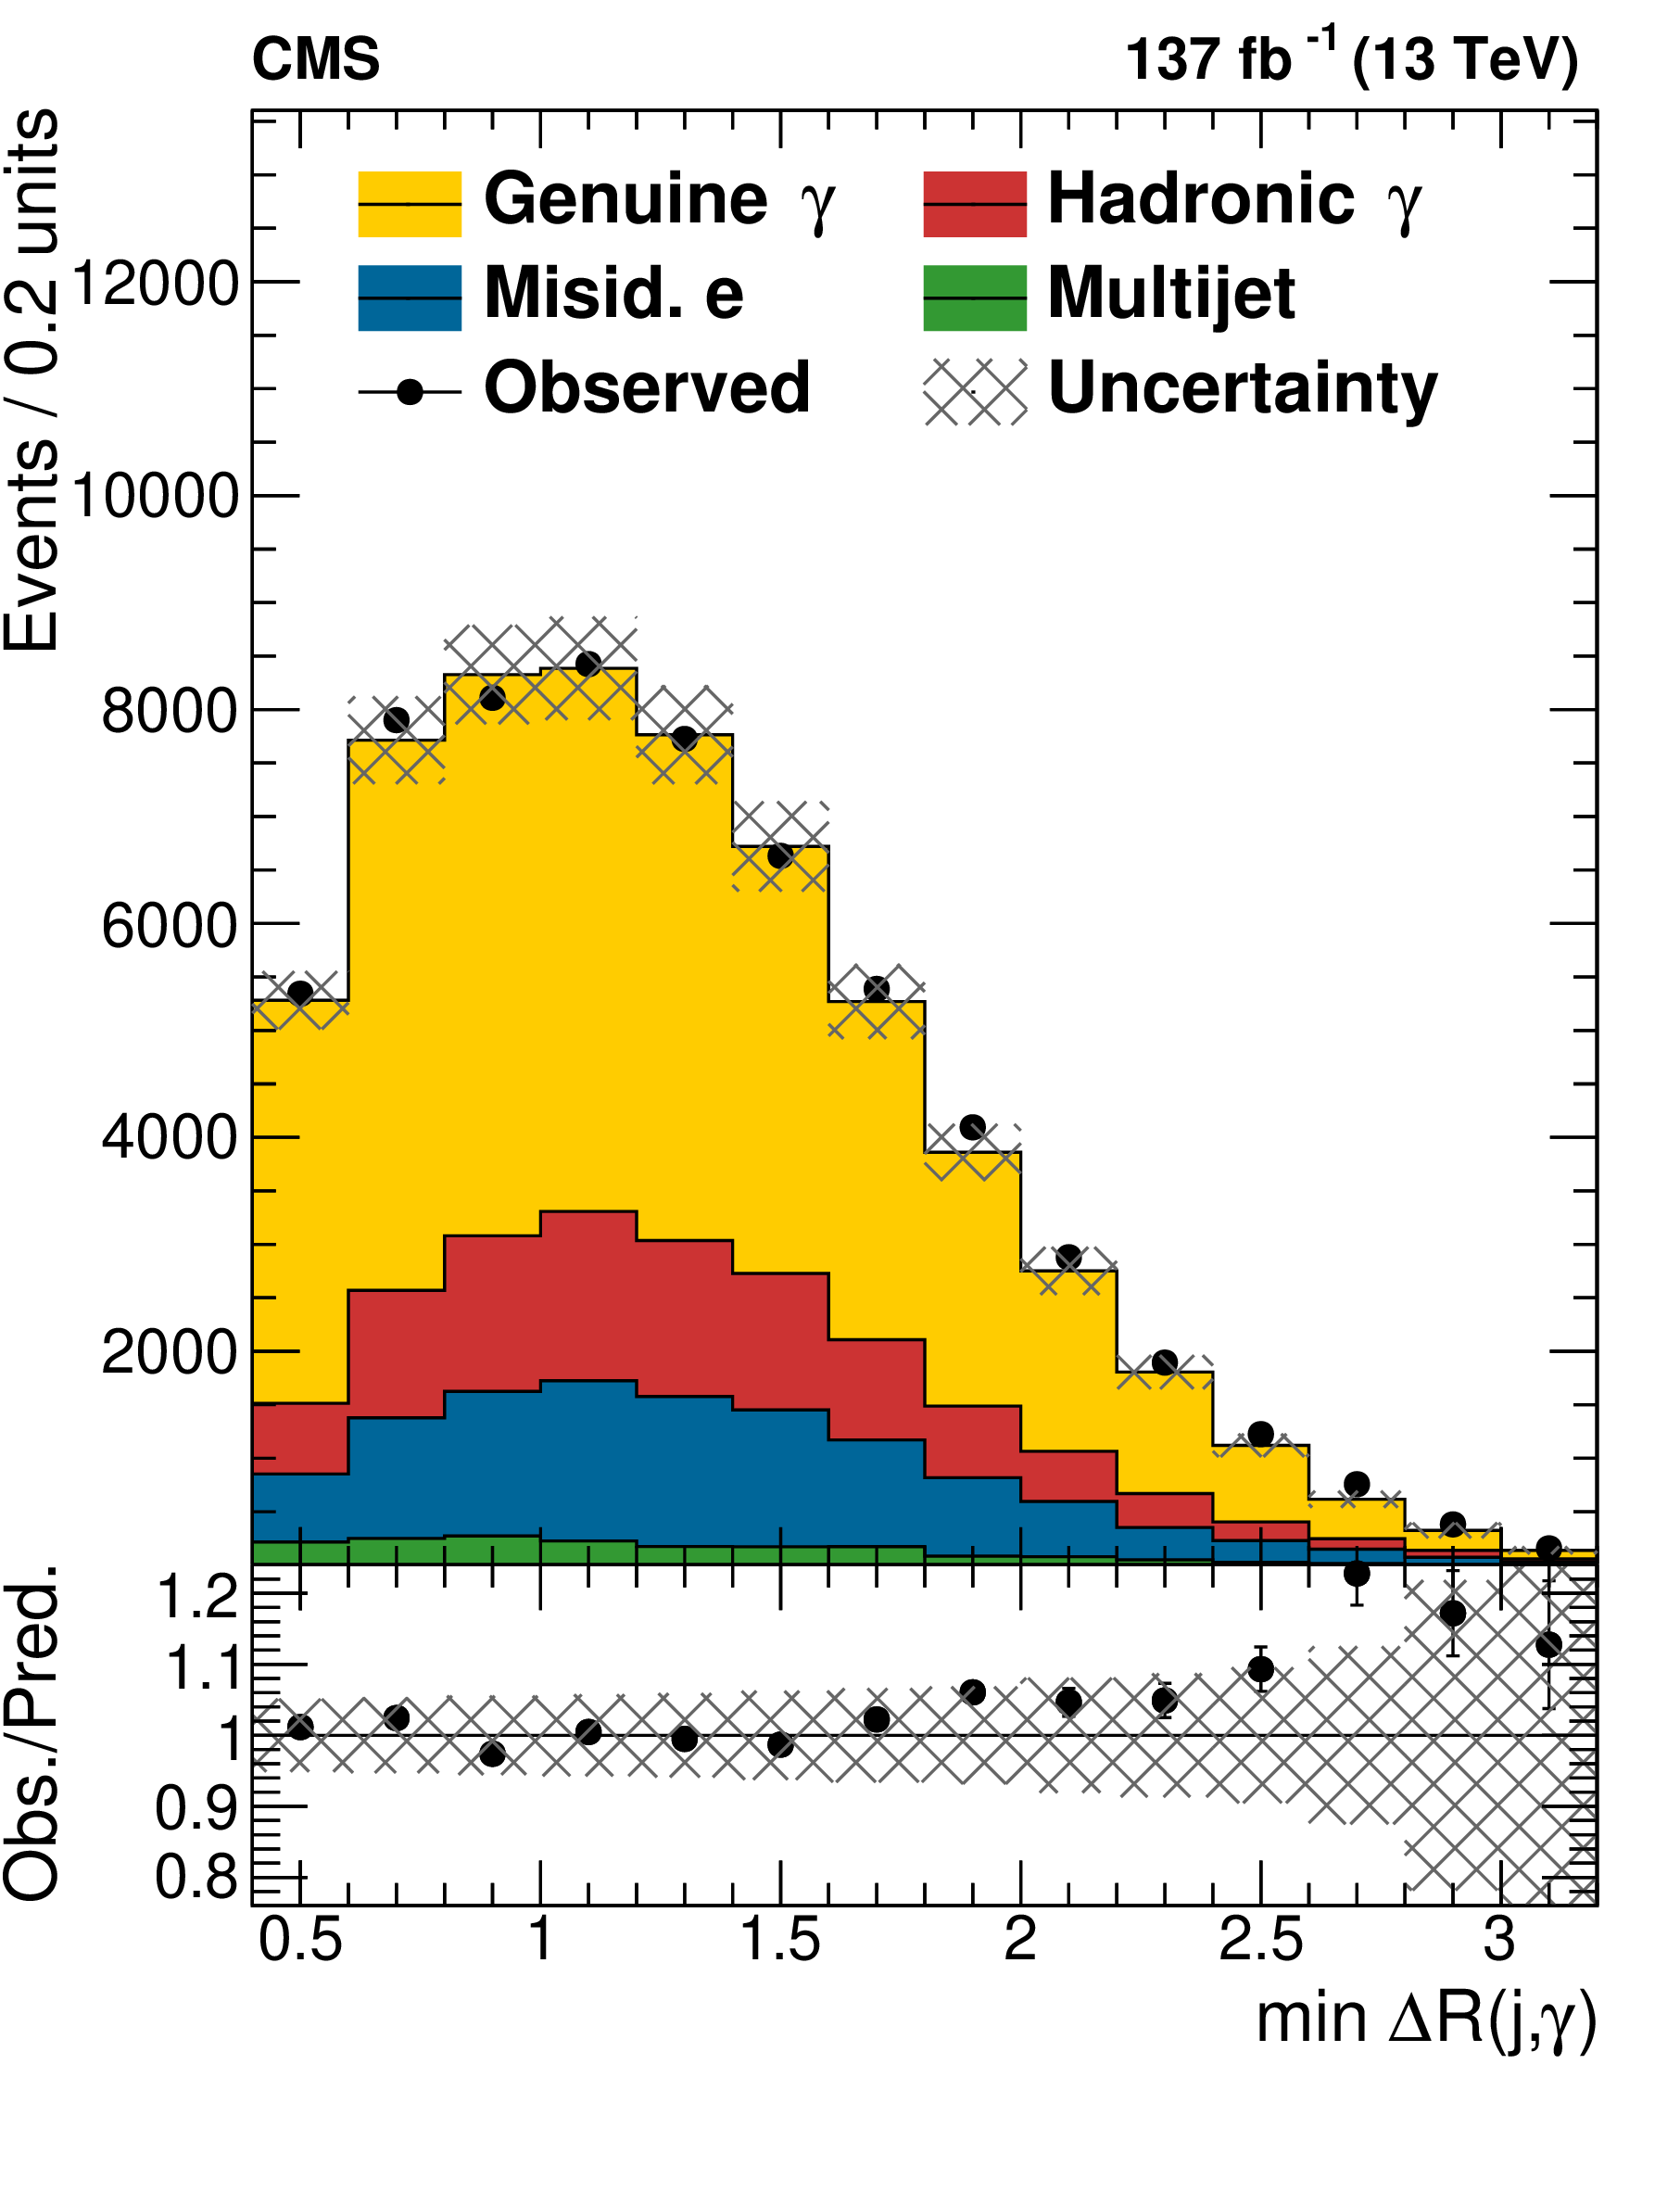 CMS 137 fb -1 (13 TeV)
Events / 0.2 units
Genuine γ Hadronic γ
Misid. e Multijet
Observed Uncertainty
12000
10000
8000
6000
4000
2000
Obs./Pred.
1.2
1.1
1
0.9
0.8
0.5 1 1.5 2 2.5 3
min ΔR(j,γ)